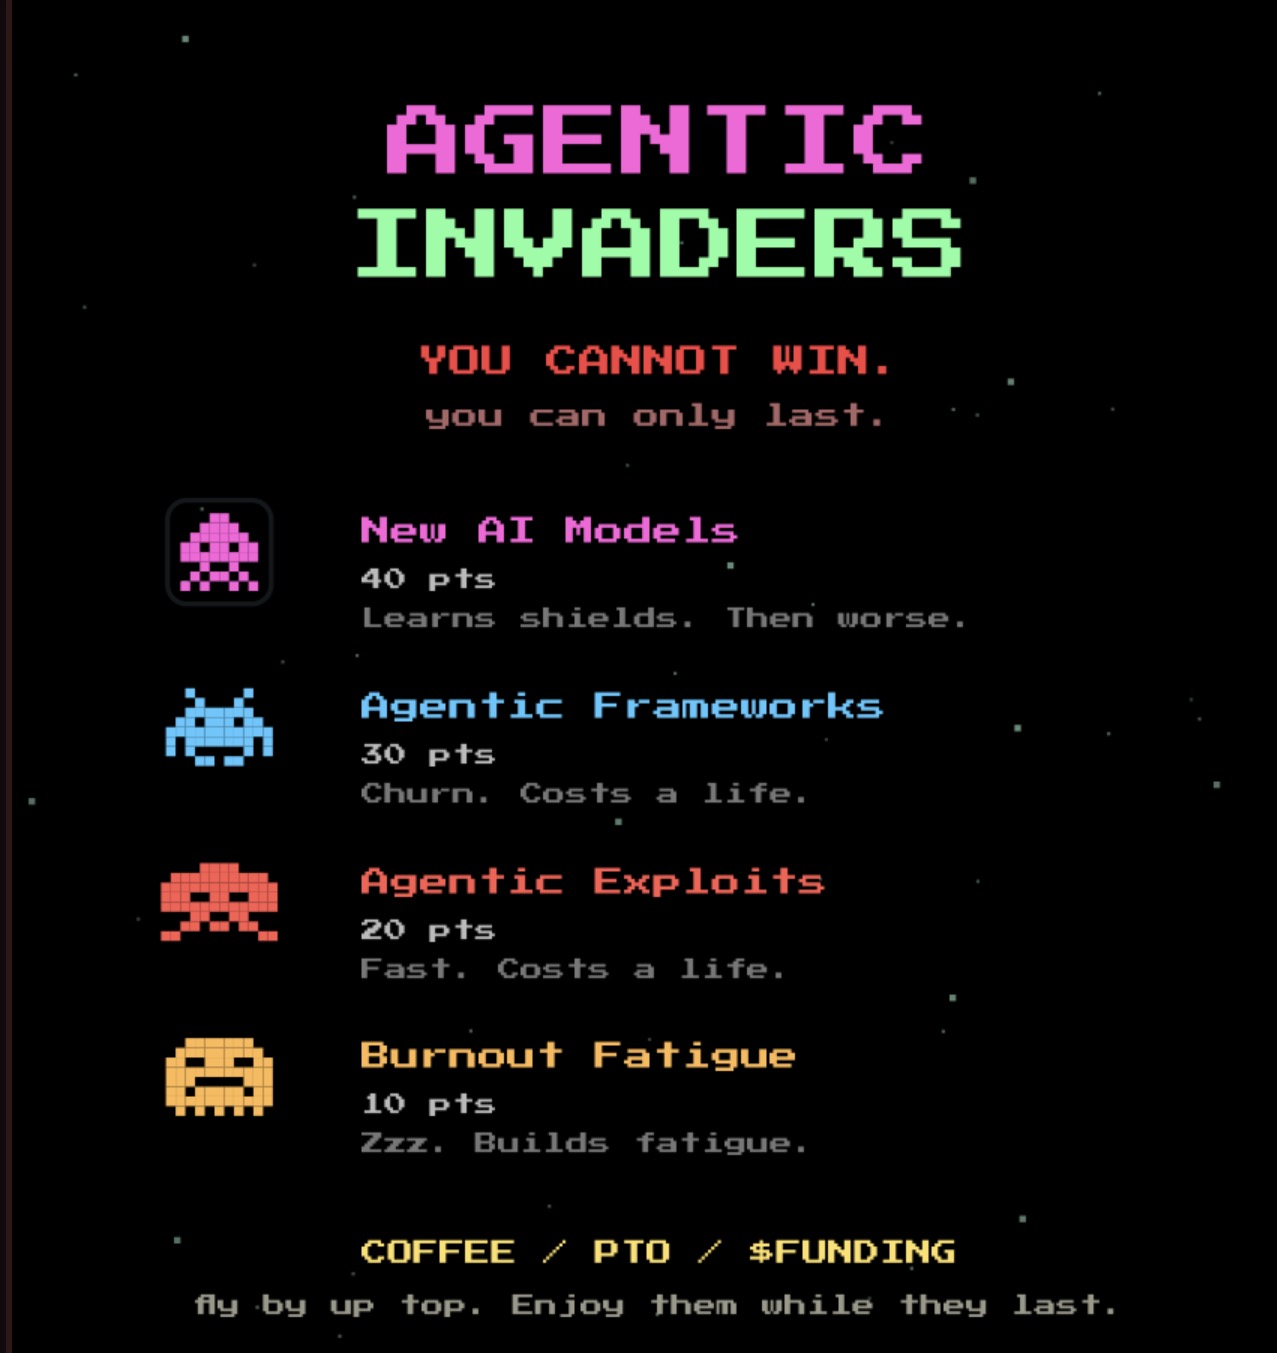 AGENTIC
INVADERS
YOU CANNOT WIN.
you can only last.
New AI Models
40 pts
Learns shields. Then worse.
Agentic Frameworks
30 pts
Churn. Costs a life.
Agentic Exploits
20 pts
Fast. Costs a life.
Burnout Fatigue
10 pts
Zzz. Builds fatigue.
COFFEE / PTO / $FUNDING
fly by up top. Enjoy them while they last.